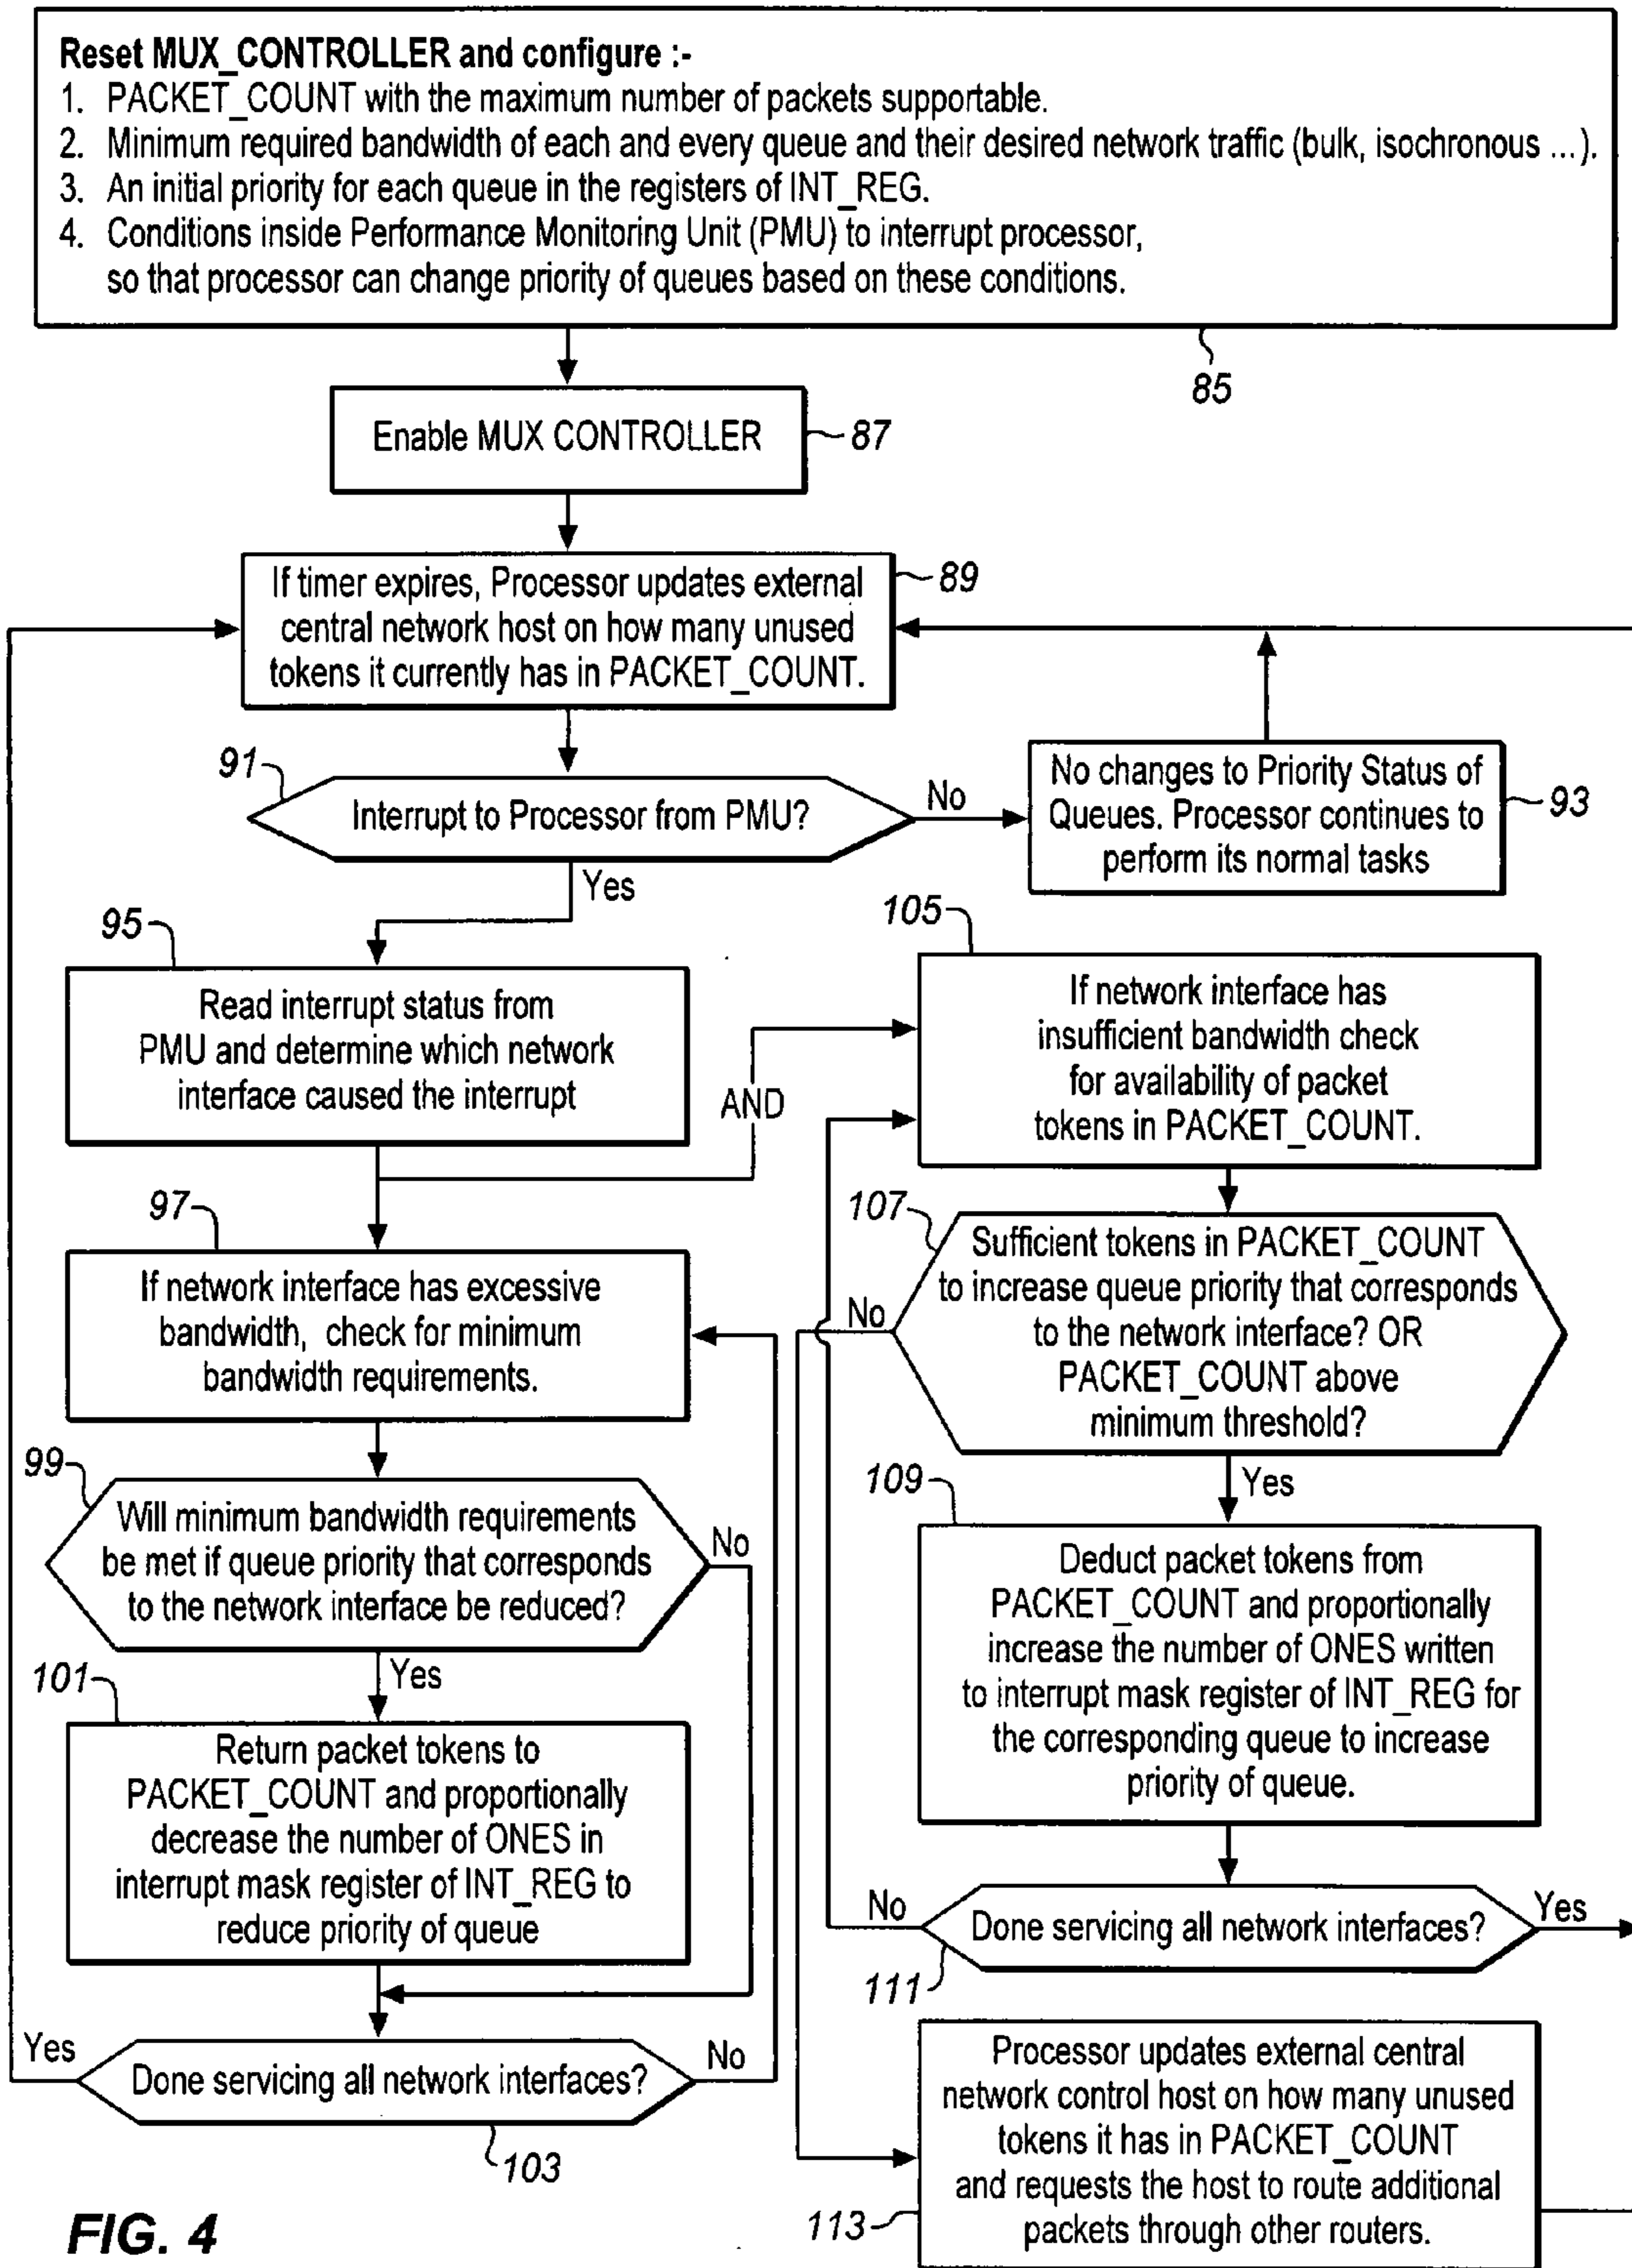 Reset MUX_CONTROLLER and configure :-
1. PACKET_COUNT with the maximum number of packets supportable.
2. Minimum required bandwidth of each and every queue and their desired network traffic (bulk, isochronous ...).
3. An initial priority for each queue in the registers of INT_REG.
4. Conditions inside Performance Monitoring Unit (PMU) to interrupt processor,
so that processor can change priority of queues based on these conditions.
85
Enable MUX CONTROLLER
87
If timer expires, Processor updates external
central network host on how many unused
tokens it currently has in PACKET_COUNT.
89
91
Interrupt to Processor from PMU?
No
No changes to Priority Status of
Queues. Processor continues to
perform its normal tasks
93
Yes
95
Read interrupt status from
PMU and determine which network
interface caused the interrupt
AND
97
If network interface has excessive
bandwidth, check for minimum
bandwidth requirements.
99
Will minimum bandwidth requirements
be met if queue priority that corresponds
to the network interface be reduced?
No
Yes
101
Return packet tokens to
PACKET_COUNT and proportionally
decrease the number of ONES in
interrupt mask register of INT_REG to
reduce priority of queue
Yes
Done servicing all network interfaces?
No
103
105
If network interface has
insufficient bandwidth check
for availability of packet
tokens in PACKET_COUNT.
107
Sufficient tokens in PACKET_COUNT
to increase queue priority that corresponds
to the network interface? OR
PACKET_COUNT above
minimum threshold?
No
Yes
109
Deduct packet tokens from
PACKET_COUNT and proportionally
increase the number of ONES written
to interrupt mask register of INT_REG for
the corresponding queue to increase
priority of queue.
No
Done servicing all network interfaces?
Yes
111
Processor updates external central
network control host on how many unused
tokens it has in PACKET_COUNT
and requests the host to route additional
packets through other routers.
113
FIG. 4